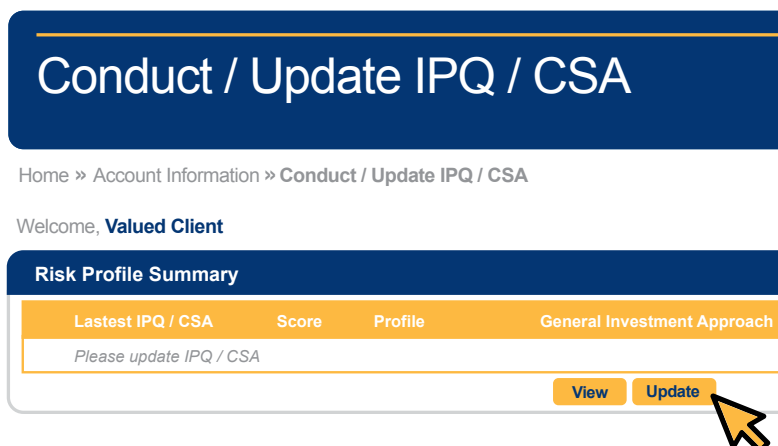 Conduct / Update IPQ / CSA
Home » Account Information » Conduct / Update IPQ / CSA
Welcome, Valued Client
Risk Profile Summary
Lastest IPQ / CSA Score Profile General Investment Approach
Please update IPQ / CSA
View Update